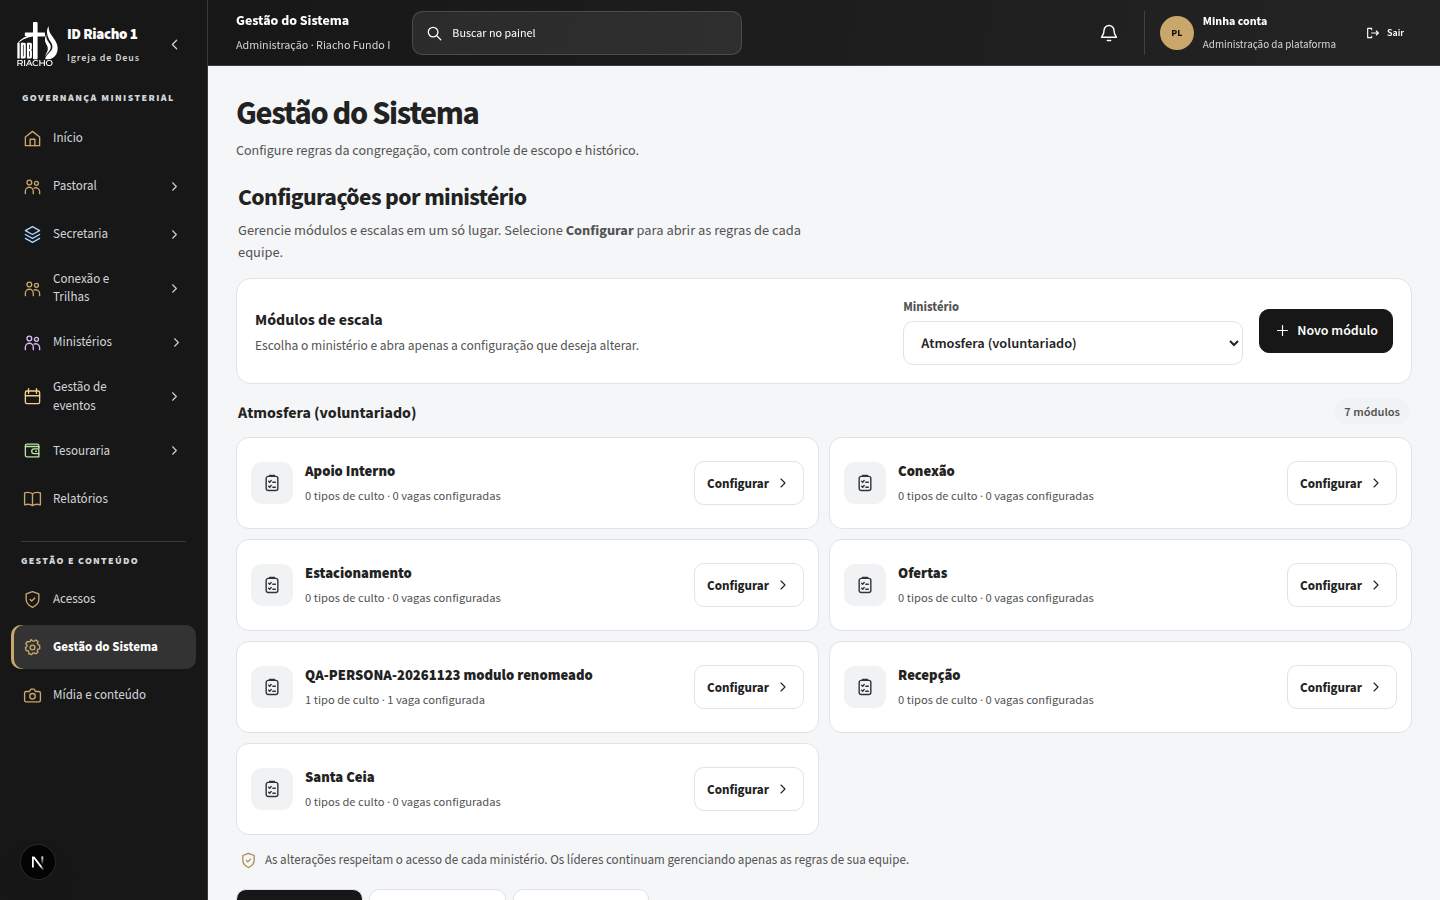 IDB
RIACHO
ID Riacho 1
Igreja de Deus
GOVERNANÇA MINISTERIAL
Início
Pastoral
Secretaria
Conexão e
Trilhas
Ministérios
Gestão de
eventos
Tesouraria
Relatórios
GESTÃO E CONTEÚDO
Acessos
Gestão do Sistema
Mídia e conteúdo
N
Gestão do Sistema
Administração · Riacho Fundo I
Buscar no painel
PL
Minha conta
Administração da plataforma
Sair
Gestão do Sistema
Configure regras da congregação, com controle de escopo e histórico.
Configurações por ministério
Gerencie módulos e escalas em um só lugar. Selecione Configurar para abrir as regras de cada
equipe.
Módulos de escala
Escolha o ministério e abra apenas a configuração que deseja alterar.
Ministério
Atmosfera (voluntariado)
Novo módulo
Atmosfera (voluntariado)
7 módulos
Apoio Interno
0 tipos de culto · 0 vagas configuradas
Configurar
Conexão
0 tipos de culto · 0 vagas configuradas
Configurar
Estacionamento
0 tipos de culto · 0 vagas configuradas
Configurar
Ofertas
0 tipos de culto · 0 vagas configuradas
Configurar
QA-PERSONA-20261123 modulo renomeado
1 tipo de culto · 1 vaga configurada
Configurar
Recepção
0 tipos de culto · 0 vagas configuradas
Configurar
Santa Ceia
0 tipos de culto · 0 vagas configuradas
Configurar
As alterações respeitam o acesso de cada ministério. Os líderes continuam gerenciando apenas as regras de sua equipe.